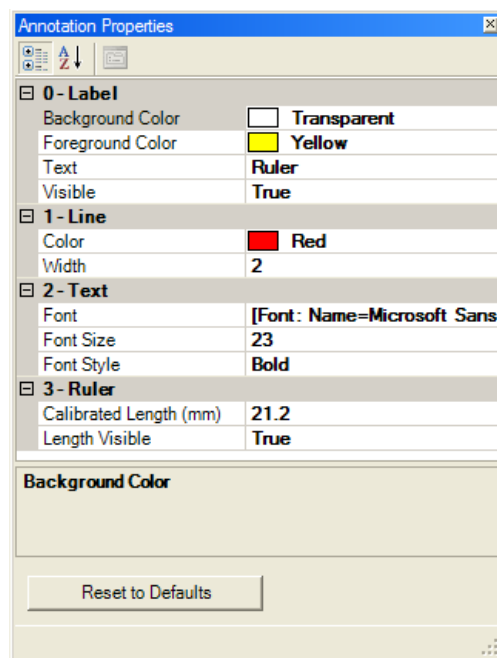 Annotation Properties
0 - Label
Background Color Transparent
Foreground Color Yellow
Text Ruler
Visible True
1 - Line
Color Red
Width 2
2 - Text
Font [Font: Name=Microsoft Sans
Font Size 23
Font Style Bold
3 - Ruler
Calibrated Length (mm) 21.2
Length Visible True
Background Color
Reset to Defaults